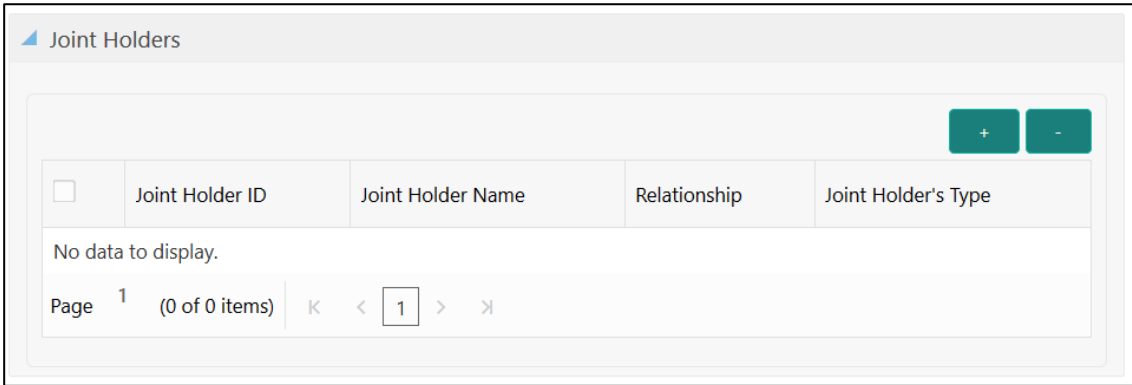 Joint Holders
+ -
Joint Holder ID Joint Holder Name Relationship Joint Holder's Type
No data to display.
Page 1 (0 of 0 items) 1